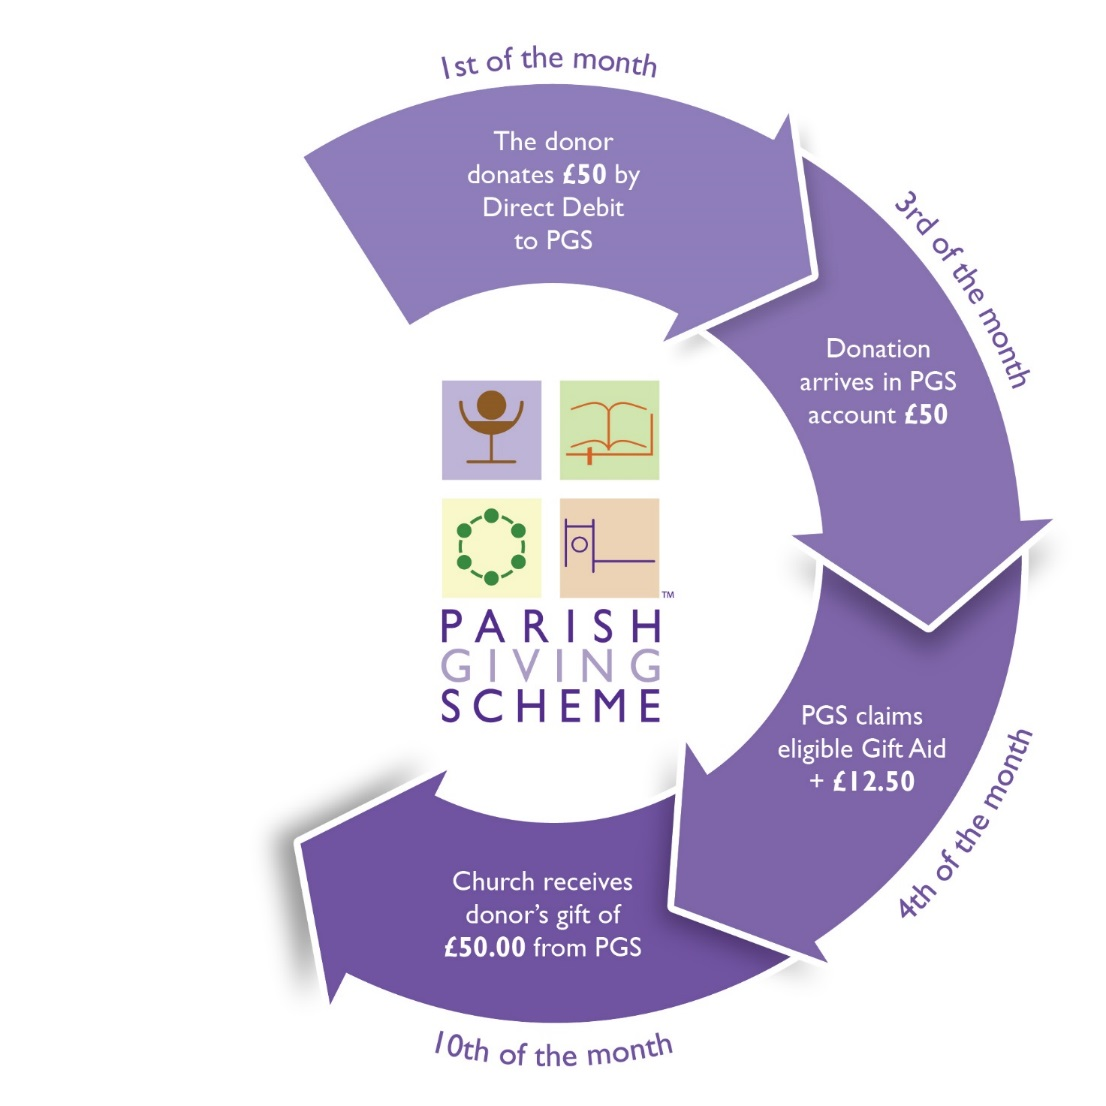 1st of the month
The donor
donates £50 by
Direct Debit
to PGS
3rd of the month
Donation
arrives in PGS
account £50
4th of the month
PGS claims
eligible Gift Aid
+ £12.50
10th of the month
Church receives
donor’s gift of
£50.00 from PGS
TM
PARISH
GIVING
SCHEME